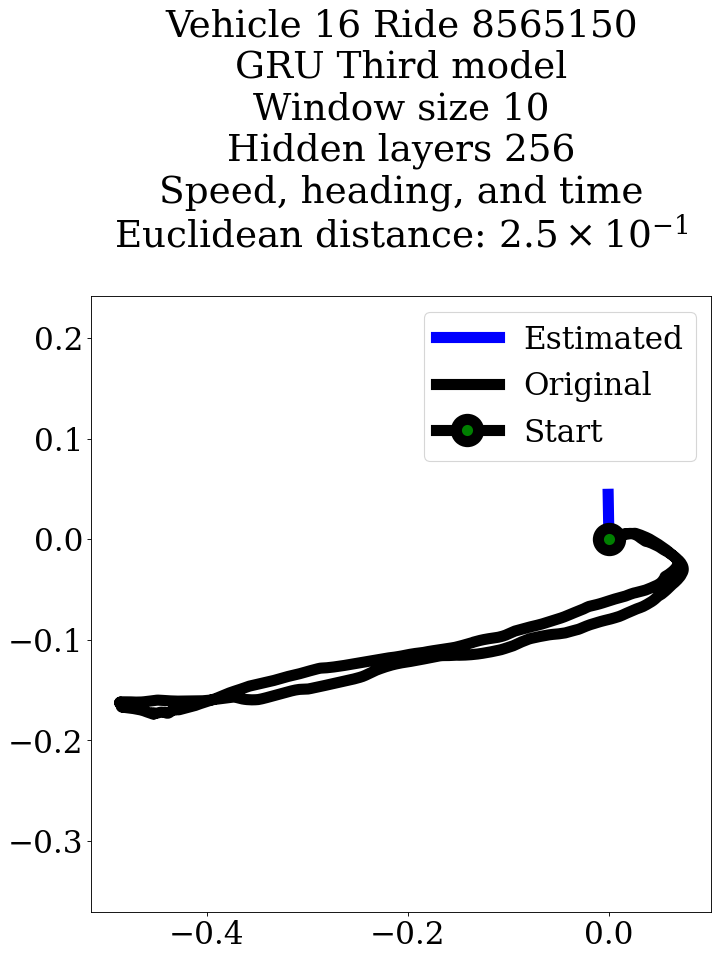 Vehicle 16 Ride 8565150
GRU Third model
Window size 10
Hidden layers 256
Speed, heading, and time
Euclidean distance: 2.5 × 10⁻¹
Estimated
Original
Start
0.2
0.1
0.0
−0.1
−0.2
−0.3
−0.4
−0.2
0.0